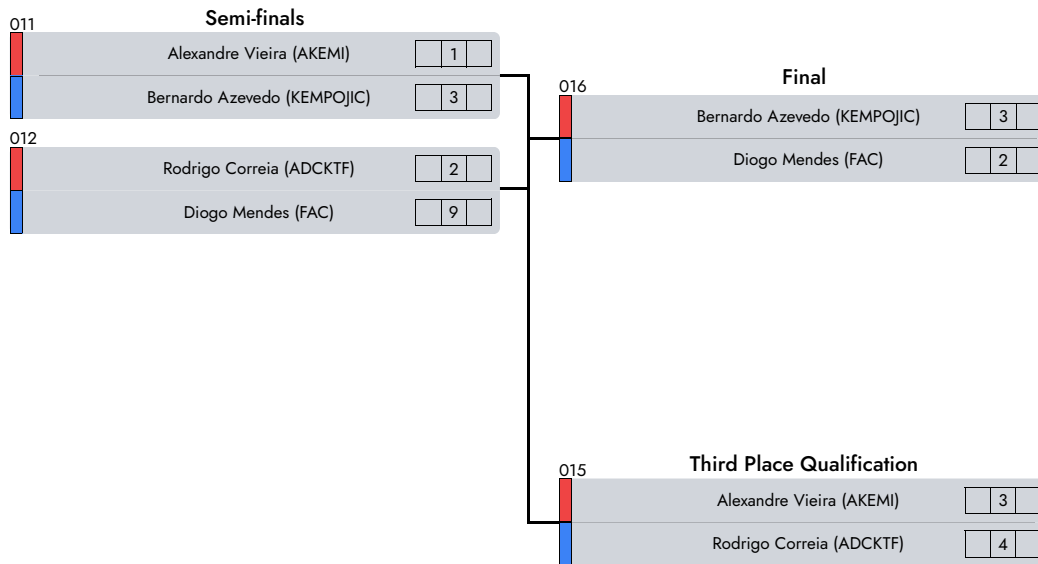 Semi-finals
011
Alexandre Vieira (AKEMI) 1
Bernardo Azevedo (KEMPOJIC) 3
012
Rodrigo Correia (ADCKTF) 2
Diogo Mendes (FAC) 9
Final
016
Bernardo Azevedo (KEMPOJIC) 3
Diogo Mendes (FAC) 2
Third Place Qualification
015
Alexandre Vieira (AKEMI) 3
Rodrigo Correia (ADCKTF) 4